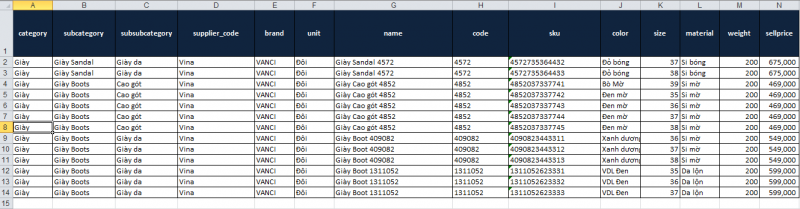 A B C D E F G H I J K L M N
1 category subcategory subsubcategory supplier_code brand unit name code sku color size material weight sellprice
2 Giày Giày Sandal Giày da Vina VANCI Đôi Giày Sandal 4572 4572 4572735364432 Đỏ bóng 37 Si bóng 200 675,000
3 Giày Giày Sandal Giày da Vina VANCI Đôi Giày Sandal 4572 4572 4572735364433 Đỏ bóng 38 Si bóng 200 675,000
4 Giày Giày Boots Cao gót Vina VANCI Đôi Giày Cao gót 4852 4852 4852037337741 Bò Mờ 39 Si mờ 200 469,000
5 Giày Giày Boots Cao gót Vina VANCI Đôi Giày Cao gót 4852 4852 4852037337742 Đen mờ 35 Si mờ 200 469,000
6 Giày Giày Boots Cao gót Vina VANCI Đôi Giày Cao gót 4852 4852 4852037337743 Đen mờ 36 Si mờ 200 469,000
7 Giày Giày Boots Cao gót Vina VANCI Đôi Giày Cao gót 4852 4852 4852037337744 Đen mờ 37 Si mờ 200 469,000
8 Giày Giày Boots Cao gót Vina VANCI Đôi Giày Cao gót 4852 4852 4852037337745 Đen mờ 38 Si mờ 200 469,000
9 Giày Giày Boots Giày da Vina VANCI Đôi Giày Boot 409082 409082 4090823443311 Xanh dương 36 Si mờ 200 549,000
10 Giày Giày Boots Giày da Vina VANCI Đôi Giày Boot 409082 409082 4090823443312 Xanh dương 37 Si mờ 200 549,000
11 Giày Giày Boots Giày da Vina VANCI Đôi Giày Boot 409082 409082 4090823443313 Xanh dương 38 Si mờ 200 549,000
12 Giày Giày Boots Giày da Vina VANCI Đôi Giày Boot 1311052 1311052 1311052623331 VDL Đen 35 Da lộn 200 599,000
13 Giày Giày Boots Giày da Vina VANCI Đôi Giày Boot 1311052 1311052 1311052623332 VDL Đen 36 Da lộn 200 599,000
14 Giày Giày Boots Giày da Vina VANCI Đôi Giày Boot 1311052 1311052 1311052623333 VDL Đen 37 Da lộn 200 599,000
15